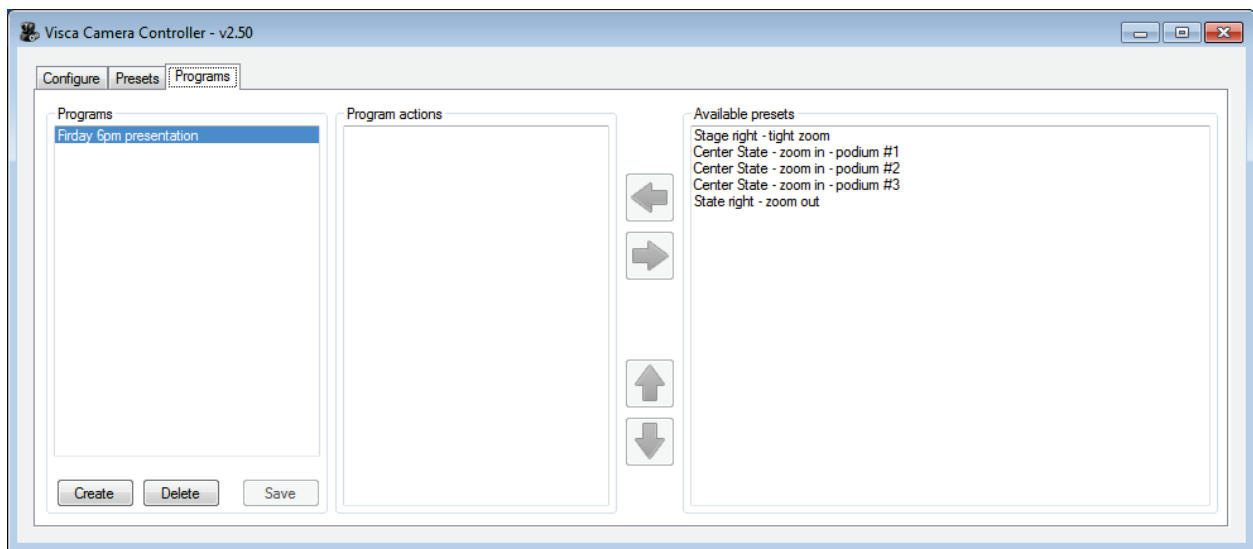 Visca Camera Controller - v2.50
Configure Presets Programs
Programs
Firday 6pm presentation
Create Delete Save
Program actions
Available presets
Stage right - tight zoom
Center State - zoom in - podium #1
Center State - zoom in - podium #2
Center State - zoom in - podium #3
State right - zoom out